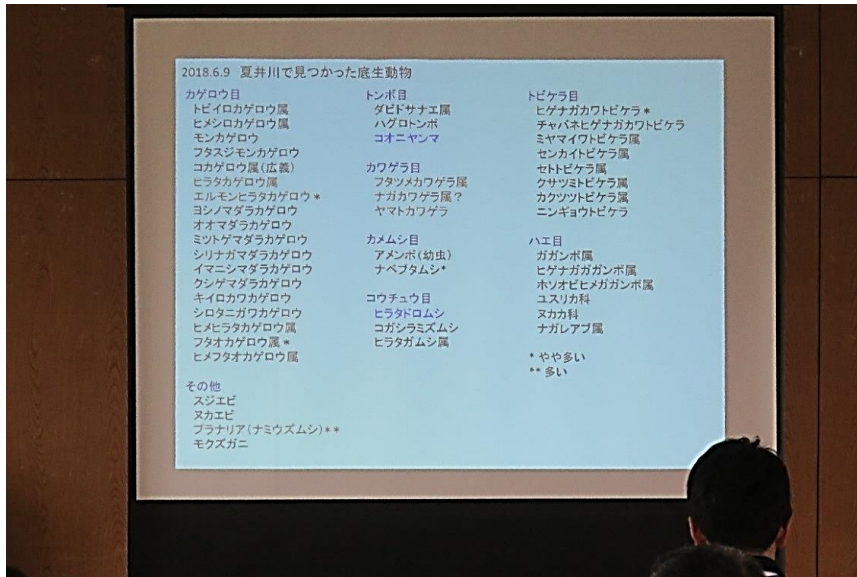 2018.6.9 夏井川で見つかった底生動物
カゲロウ目
トビイロカゲロウ属
ヒメシロカゲロウ属
モンカゲロウ
フタスジモンカゲロウ
コカゲロウ属(広義)
ヒラタカゲロウ属
エルモンヒラタカゲロウ*
ヨシノマダラカゲロウ
オオマダラカゲロウ
ミツトゲマダラカゲロウ
シリナガマダラカゲロウ
イマニシマダラカゲロウ
クシゲマダラカゲロウ
キイロカワカゲロウ
シロタニガワカゲロウ
ヒメヒラタカゲロウ属
フタオカゲロウ属*
ヒメフタオカゲロウ属
その他
スジエビ
ヌカエビ
プラナリア(ナミウズムシ)**
モクズガニ
トンボ目
ダビドサナエ属
ハグロトンボ
コオニヤンマ
カワゲラ目
フタツメカワゲラ属
ナガカワゲラ属?
ヤマトカワゲラ
カメムシ目
アメンボ(幼虫)
ナベブタムシ*
コウチュウ目
ヒラタドロムシ
コガシラミズムシ
ヒラタガムシ属
トビケラ目
ヒゲナガカワトビケラ*
チャバネヒゲナガカワトビケラ
ミヤマイワトビケラ属
センカイトビケラ属
セトトビケラ属
クサツミトビケラ属
カクツツトビケラ属
ニンギョウトビケラ
ハエ目
ガガンボ属
ヒゲナガガガンボ属
ホソオビヒメガガンボ属
ユスリカ科
ヌカカ科
ナガレアブ属
* やや多い
** 多い